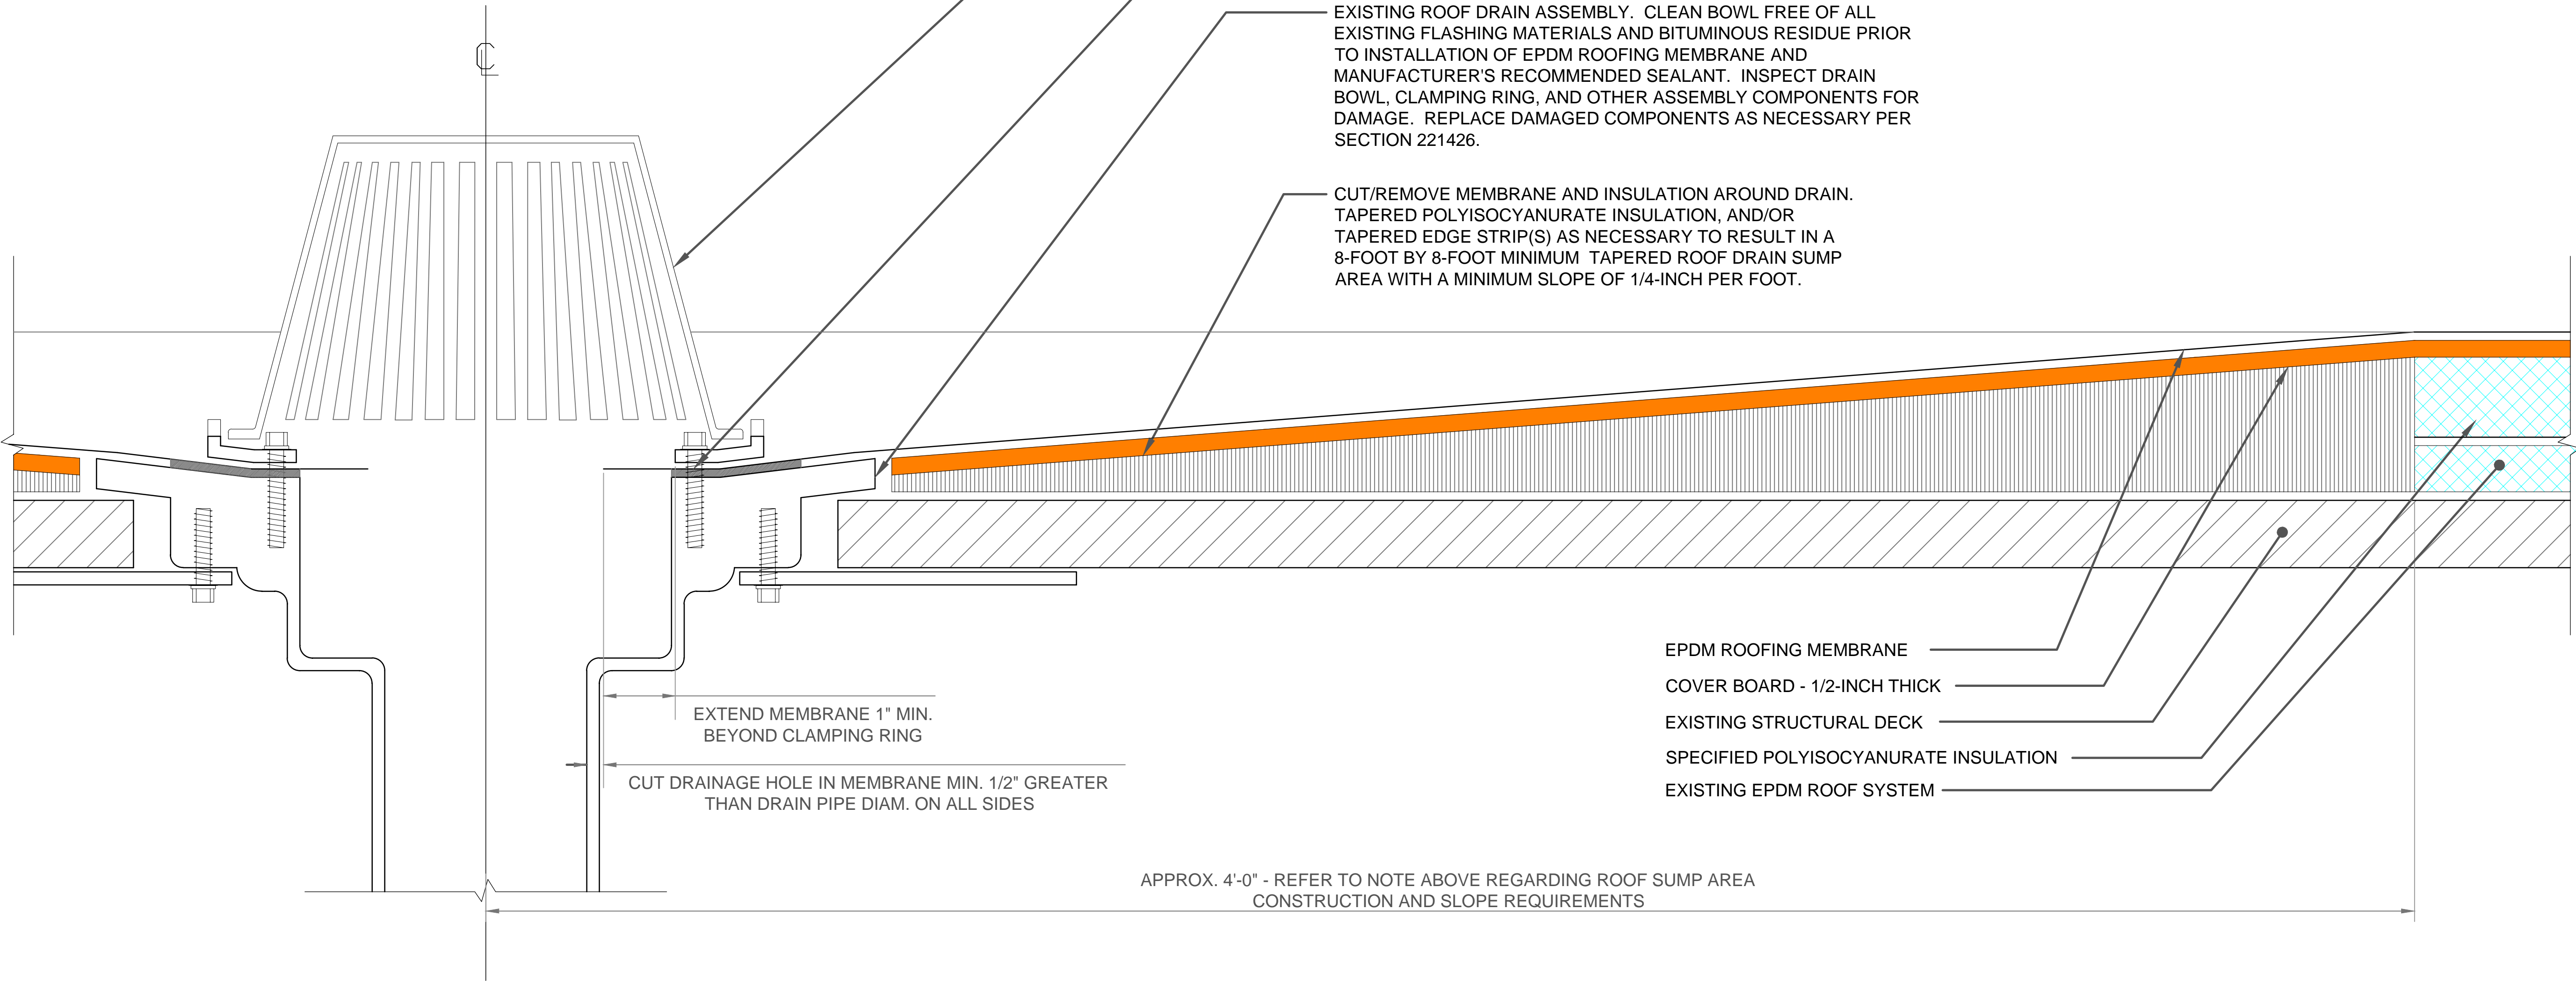 ℄
EXISTING ROOF DRAIN ASSEMBLY.  CLEAN BOWL FREE OF ALL
EXISTING FLASHING MATERIALS AND BITUMINOUS RESIDUE PRIOR
TO INSTALLATION OF EPDM ROOFING MEMBRANE AND
MANUFACTURER'S RECOMMENDED SEALANT.  INSPECT DRAIN
BOWL, CLAMPING RING, AND OTHER ASSEMBLY COMPONENTS FOR
DAMAGE.  REPLACE DAMAGED COMPONENTS AS NECESSARY PER
SECTION 221426.
CUT/REMOVE MEMBRANE AND INSULATION AROUND DRAIN.
TAPERED POLYISOCYANURATE INSULATION, AND/OR
TAPERED EDGE STRIP(S) AS NECESSARY TO RESULT IN A
8-FOOT BY 8-FOOT MINIMUM  TAPERED ROOF DRAIN SUMP
AREA WITH A MINIMUM SLOPE OF 1/4-INCH PER FOOT.
EPDM ROOFING MEMBRANE
COVER BOARD - 1/2-INCH THICK
EXISTING STRUCTURAL DECK
SPECIFIED POLYISOCYANURATE INSULATION
EXISTING EPDM ROOF SYSTEM
EXTEND MEMBRANE 1" MIN.
BEYOND CLAMPING RING
CUT DRAINAGE HOLE IN MEMBRANE MIN. 1/2" GREATER
THAN DRAIN PIPE DIAM. ON ALL SIDES
APPROX. 4'-0" - REFER TO NOTE ABOVE REGARDING ROOF SUMP AREA
CONSTRUCTION AND SLOPE REQUIREMENTS